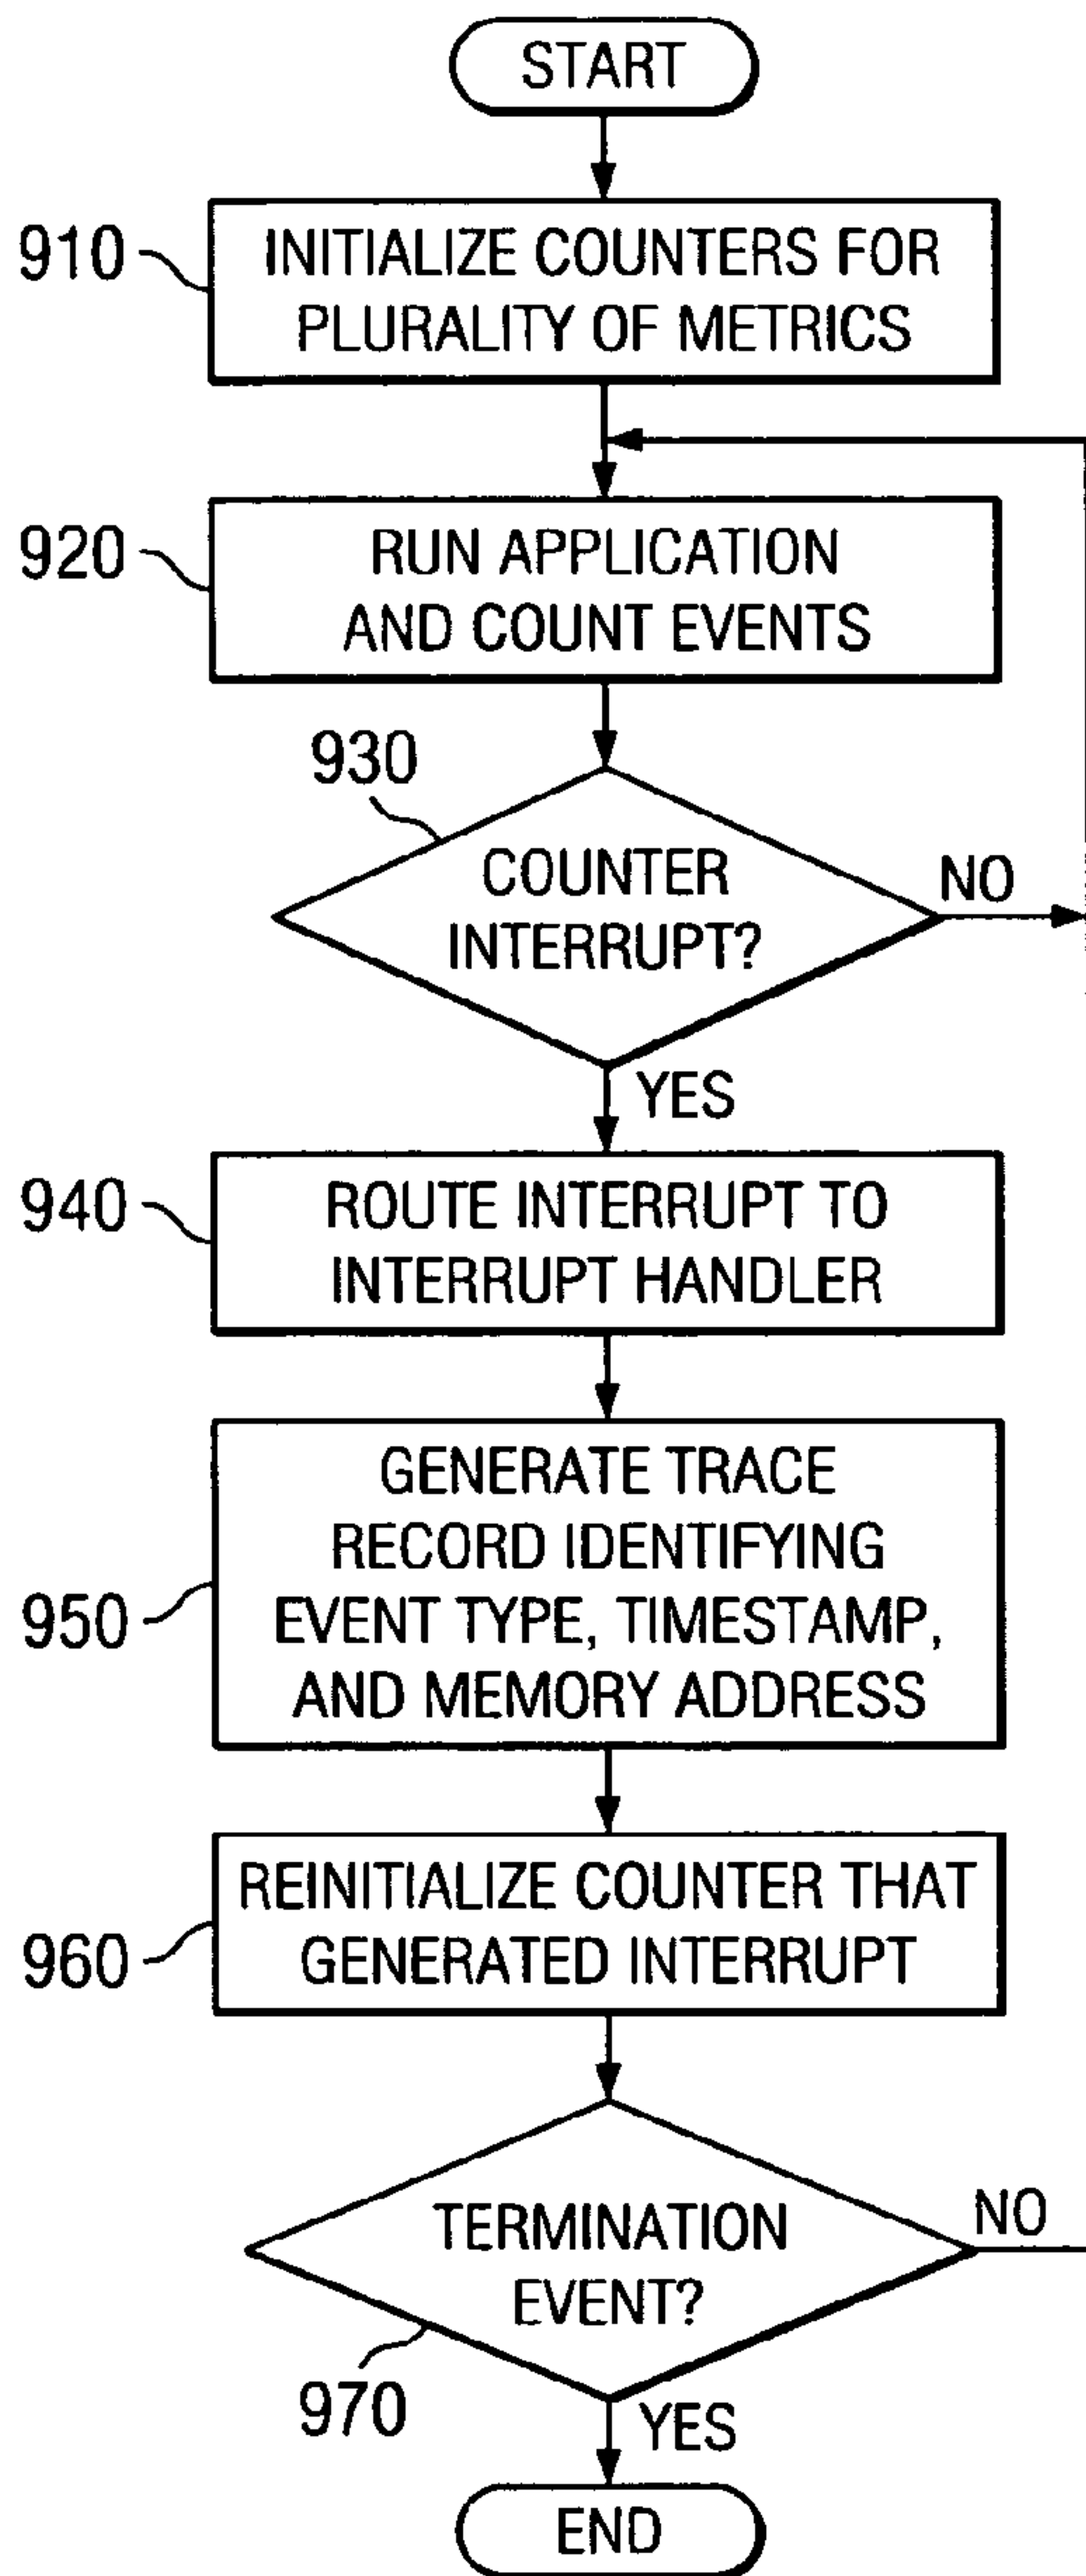 START
910
INITIALIZE COUNTERS FOR
PLURALITY OF METRICS
920
RUN APPLICATION
AND COUNT EVENTS
930
COUNTER
INTERRUPT?
NO
YES
940
ROUTE INTERRUPT TO
INTERRUPT HANDLER
950
GENERATE TRACE
RECORD IDENTIFYING
EVENT TYPE, TIMESTAMP,
AND MEMORY ADDRESS
960
REINITIALIZE COUNTER THAT
GENERATED INTERRUPT
TERMINATION
EVENT?
NO
970
YES
END